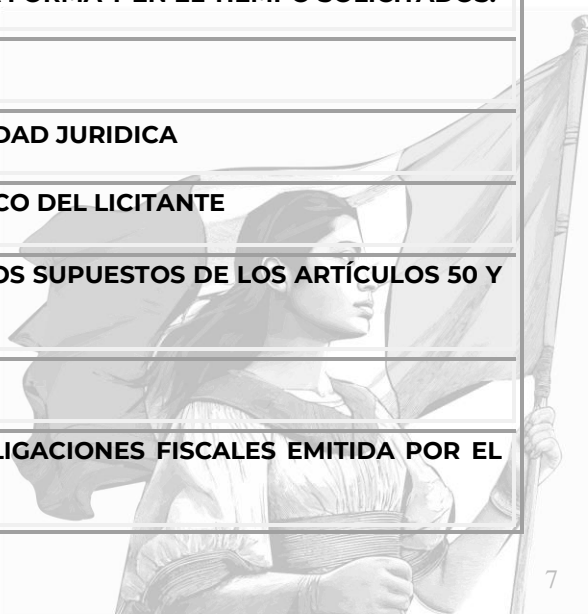 FORMA Y EN EL TIEMPO SOLICITADOS.
DAD JURIDICA
CO DEL LICITANTE
OS SUPUESTOS DE LOS ARTÍCULOS 50 Y
LIGACIONES FISCALES EMITIDA POR EL
7